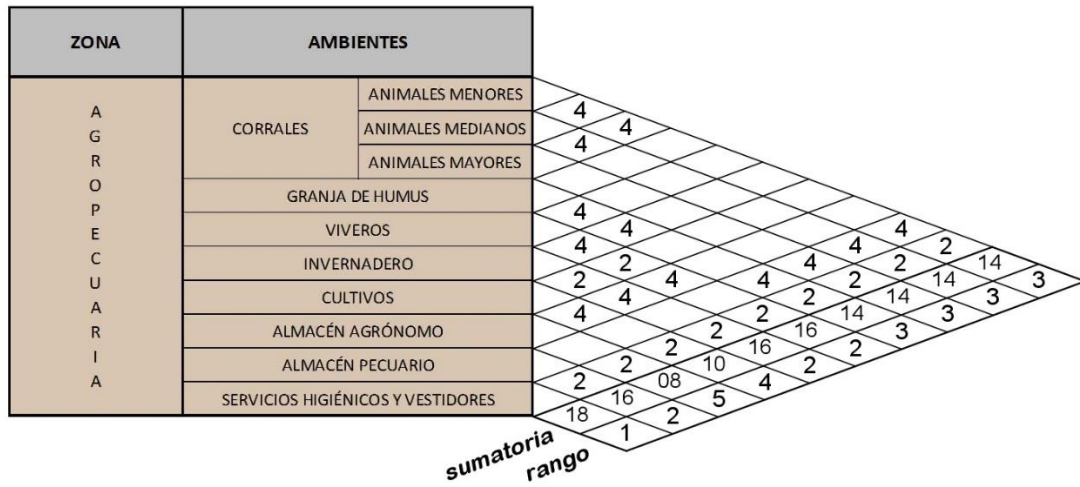 ZONA
AMBIENTES
AGROPECUARIA
CORRALES
ANIMALES MENORES
ANIMALES MEDIANOS
ANIMALES MAYORES
GRANJA DE HUMUS
VIVEROS
INVERNADERO
CULTIVOS
ALMACÉN AGRÓNOMO
ALMACÉN PECUARIO
SERVICIOS HIGIÉNICOS Y VESTIDORES
4
4
4
4
4 4
4 4 2
2 4 2 14
2 4 4 2 14 3
4 2 14 3
4 2 14 3
2 16 3
2 16 2
2 10 2
2 08 4
16 5
18 2
1
sumatoria
rango